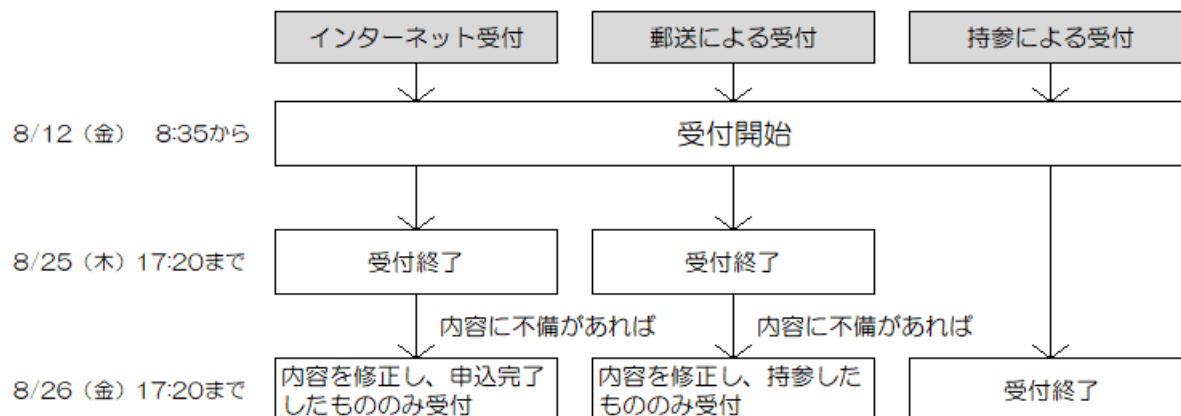 インターネット受付
郵送による受付
持参による受付
8/12（金） 8:35から
受付開始
8/25（木）17:20まで
受付終了
受付終了
内容に不備があれば
内容に不備があれば
8/26（金）17:20まで
内容を修正し、申込完了
したもののみ受付
内容を修正し、持参した
もののみ受付
受付終了